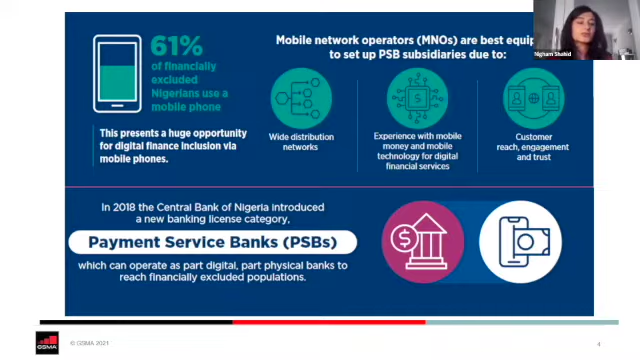 61%
of financially
excluded
Nigerians use a
mobile phone
This presents a huge opportunity
for digital finance inclusion via
mobile phones.
Mobile network operators (MNOs) are best
to set up PSB subsidiaries due to:
Wide distribution
networks
Experience with mobile
money and mobile
technology for digital
financial services
Customer
reach, engagement
and trust
Nigham Shahid
In 2018 the Central Bank of Nigeria introduced
a new banking license category,
Payment Service Banks (PSBs)
which can operate as part digital, part physical banks to
reach financially excluded populations.
GSMA
© GSMA 2021
4